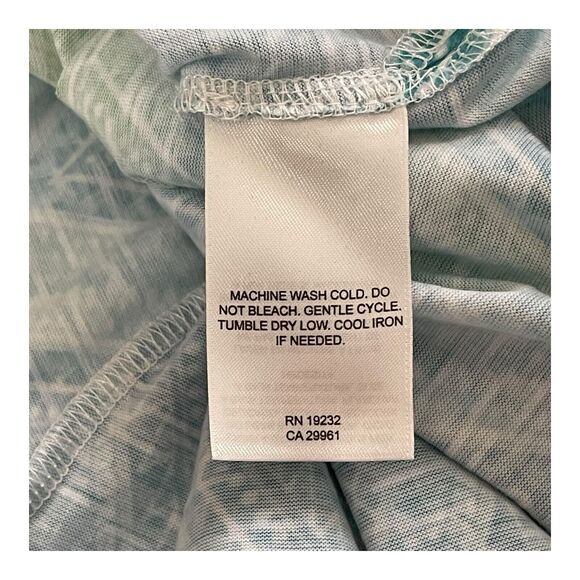 MACHINE WASH COLD. DO
NOT BLEACH. GENTLE CYCLE.
TUMBLE DRY LOW. COOL IRON
IF NEEDED.
RN 19232
CA 29961